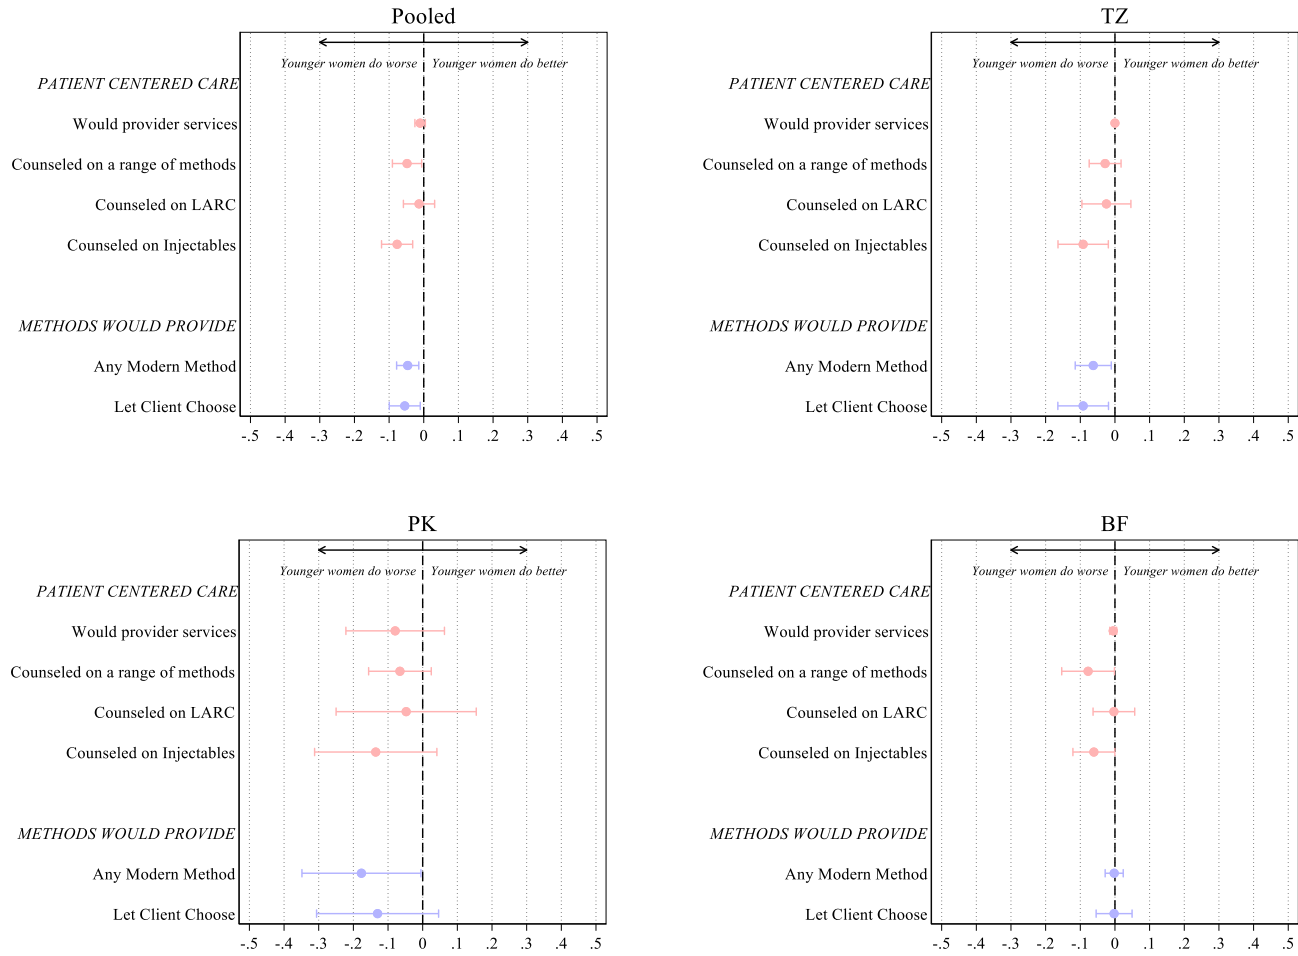 Pooled
Younger women do worse Younger women do better
PATIENT CENTERED CARE
Would provider services
Counseled on a range of methods
Counseled on LARC
Counseled on Injectables
METHODS WOULD PROVIDE
Any Modern Method
Let Client Choose
-.5 -.4 -.3 -.2 -.1 0 .1 .2 .3 .4 .5
TZ
Younger women do worse Younger women do better
PATIENT CENTERED CARE
Would provider services
Counseled on a range of methods
Counseled on LARC
Counseled on Injectables
METHODS WOULD PROVIDE
Any Modern Method
Let Client Choose
-.5 -.4 -.3 -.2 -.1 0 .1 .2 .3 .4 .5
PK
Younger women do worse Younger women do better
PATIENT CENTERED CARE
Would provider services
Counseled on a range of methods
Counseled on LARC
Counseled on Injectables
METHODS WOULD PROVIDE
Any Modern Method
Let Client Choose
-.5 -.4 -.3 -.2 -.1 0 .1 .2 .3 .4 .5
BF
Younger women do worse Younger women do better
PATIENT CENTERED CARE
Would provider services
Counseled on a range of methods
Counseled on LARC
Counseled on Injectables
METHODS WOULD PROVIDE
Any Modern Method
Let Client Choose
-.5 -.4 -.3 -.2 -.1 0 .1 .2 .3 .4 .5